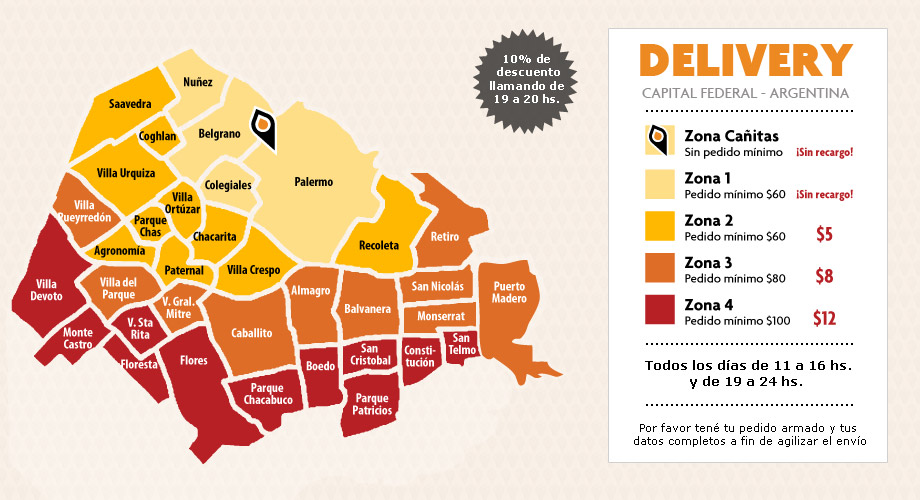 10% de
descuento
llamando de
19 a 20 hs.
Nuñez
Saavedra
Coghlan
Belgrano
Villa Urquiza
Colegiales
Palermo
Villa
Ortúzar
Villa
Pueyrredón
Parque
Chas
Chacarita
Agronomía
Recoleta
Retiro
Paternal
Villa Crespo
Villa
Devoto
Villa del
Parque
V. Gral.
Mitre
Almagro
San Nicolás
Puerto
Madero
Balvanera
Monserrat
Monte
Castro
V. Sta
Rita
Caballito
Floresta
Flores
Boedo
San
Cristobal
Consti-
tución
San
Telmo
Parque
Chacabuco
Parque
Patricios
DELIVERY
CAPITAL FEDERAL - ARGENTINA
Zona Cañitas
Sin pedido mínimo ¡Sin recargo!
Zona 1
Pedido mínimo $60 ¡Sin recargo!
Zona 2
Pedido mínimo $60 $5
Zona 3
Pedido mínimo $80 $8
Zona 4
Pedido mínimo $100 $12
Todos los días de 11 a 16 hs.
y de 19 a 24 hs.
Por favor tené tu pedido armado y tus
datos completos a fin de agilizar el envío